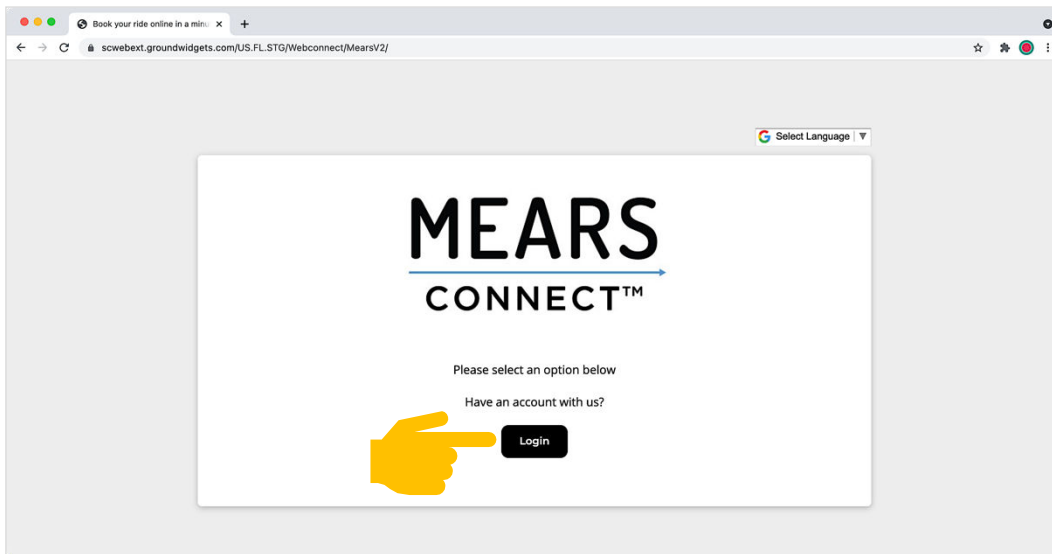 Book your ride online in a minu
scwebext.groundwidgets.com/US.FL.STG/Webconnect/MearsV2/
Select Language
MEARS
CONNECT™
Please select an option below
Have an account with us?
Login